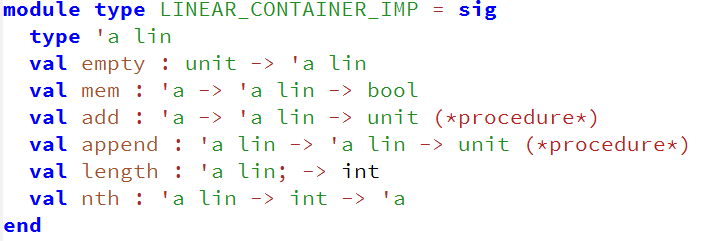 module type LINEAR_CONTAINER_IMP = sig
  type 'a lin
  val empty : unit -> 'a lin
  val mem : 'a -> 'a lin -> bool
  val add : 'a -> 'a lin -> unit (*procedure*)
  val append : 'a lin -> 'a lin -> unit (*procedure*)
  val length : 'a lin; -> int
  val nth : 'a lin -> int -> 'a
end